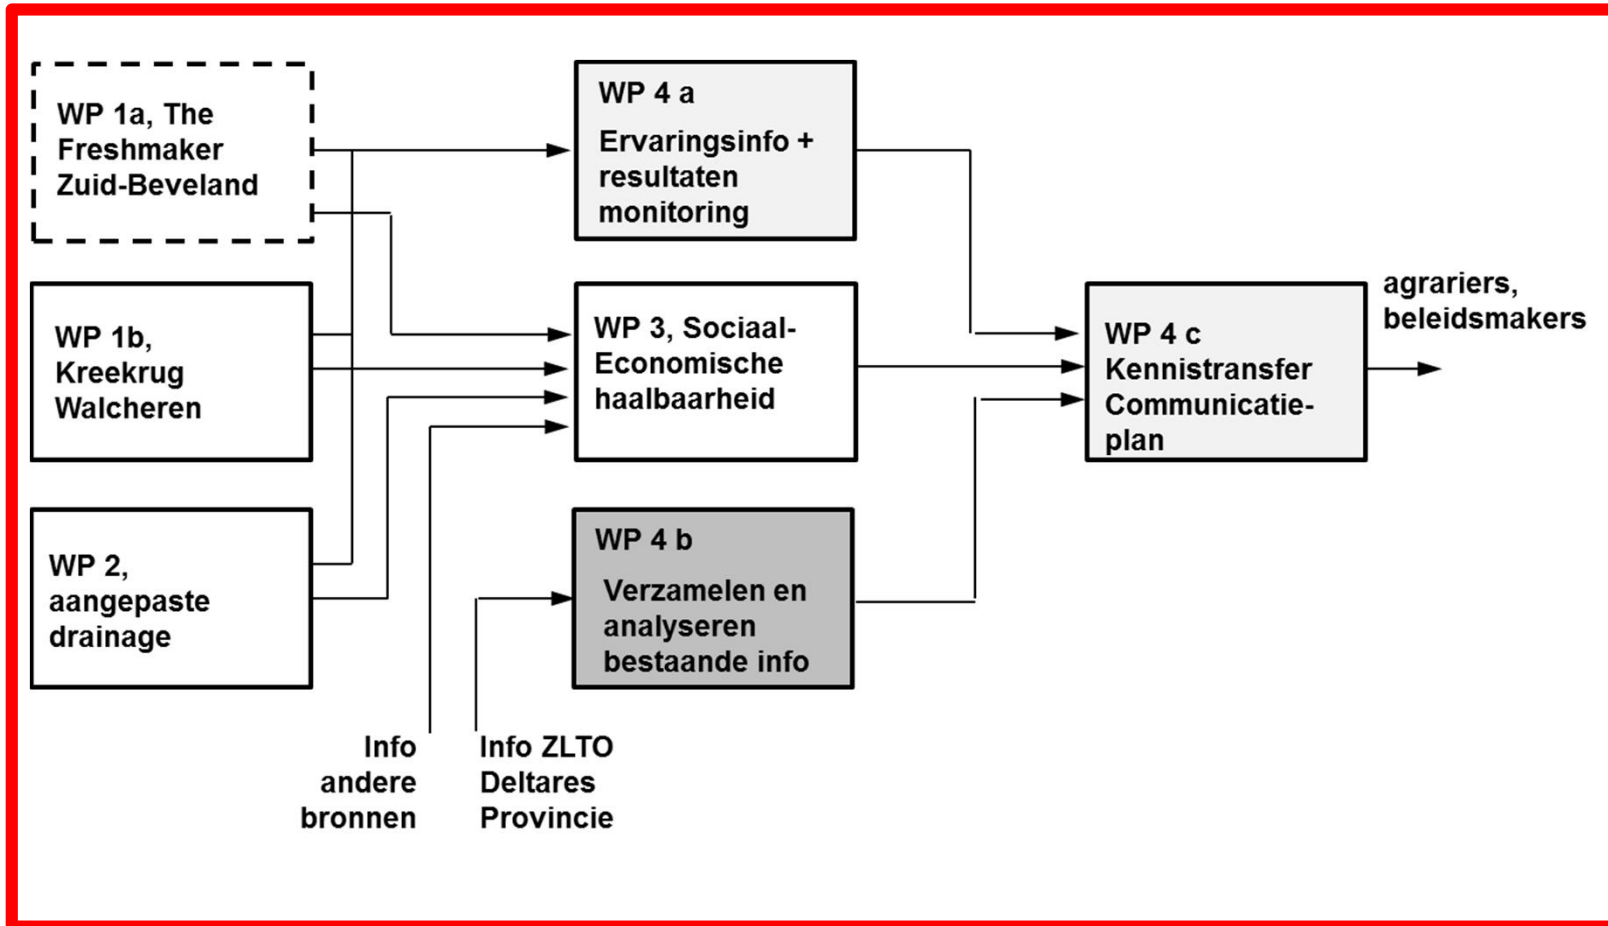 WP 1a, The
Freshmaker
Zuid-Beveland
WP 4 a
Ervaringsinfo +
resultaten
monitoring
WP 1b,
Kreekrug
Walcheren
WP 3, Sociaal-
Economische
haalbaarheid
WP 4 c
Kennistransfer
Communicatie-
plan
agrariers,
beleidsmakers
WP 2,
aangepaste
drainage
WP 4 b
Verzamelen en
analyseren
bestaande info
Info
andere
bronnen
Info ZLTO
Deltares
Provincie